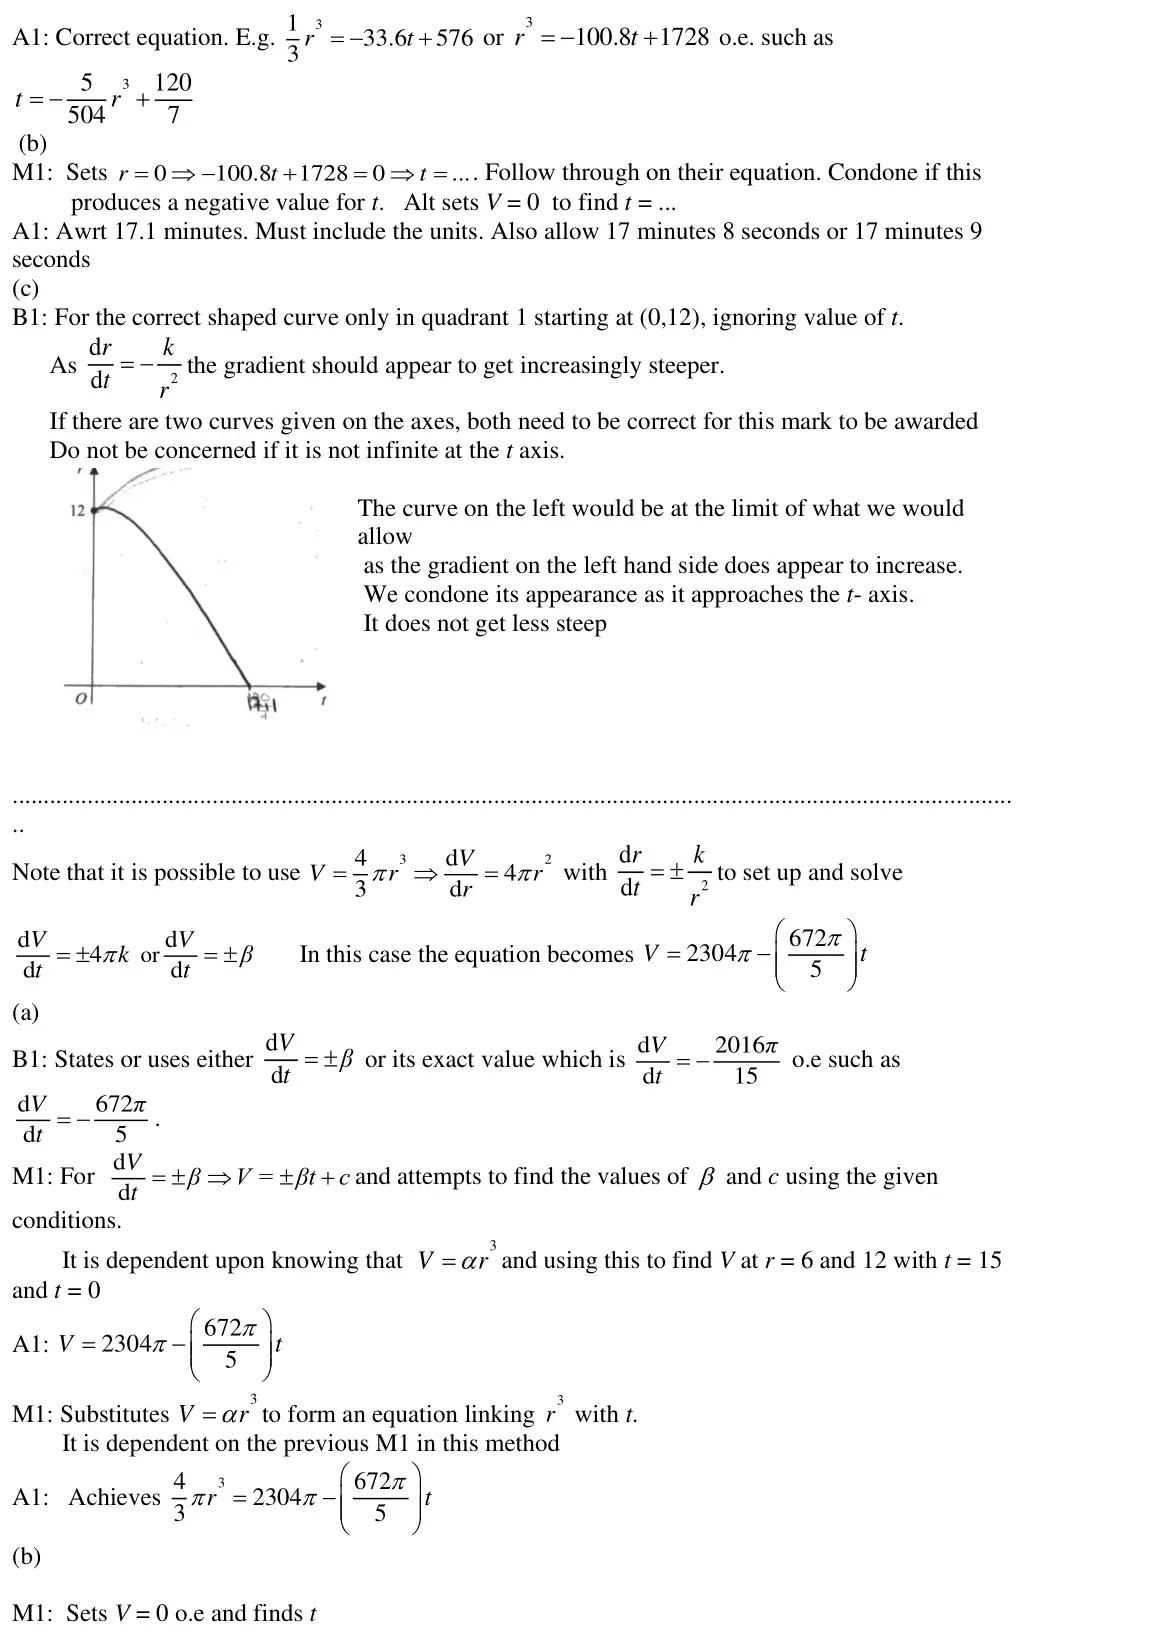 A1: Correct equation. E.g. 1/3 r³ = −33.6t + 576 or r³ = −100.8t + 1728 o.e. such as
t = − 5/504 r³ + 120/7
(b)
M1: Sets r = 0 ⇒ −100.8t + 1728 = 0 ⇒ t = .... Follow through on their equation. Condone if this
produces a negative value for t. Alt sets V = 0 to find t = ...
A1: Awrt 17.1 minutes. Must include the units. Also allow 17 minutes 8 seconds or 17 minutes 9
seconds
(c)
B1: For the correct shaped curve only in quadrant 1 starting at (0,12), ignoring value of t.
As dr/dt = − k/r² the gradient should appear to get increasingly steeper.
If there are two curves given on the axes, both need to be correct for this mark to be awarded
Do not be concerned if it is not infinite at the t axis.
12
O
t
The curve on the left would be at the limit of what we would
allow
as the gradient on the left hand side does appear to increase.
We condone its appearance as it approaches the t- axis.
It does not get less steep
................................................................................................................................................................
..
Note that it is possible to use V = 4/3 πr³ ⇒ dV/dr = 4πr² with dr/dt = ± k/r² to set up and solve
dV/dt = ±4πk or dV/dt = ±β In this case the equation becomes V = 2304π − (672π/5) t
(a)
B1: States or uses either dV/dt = ±β or its exact value which is dV/dt = − 2016π/15 o.e such as
dV/dt = − 672π/5 .
M1: For dV/dt = ±β ⇒ V = ±βt + c and attempts to find the values of β and c using the given
conditions.
It is dependent upon knowing that V = αr³ and using this to find V at r = 6 and 12 with t = 15
and t = 0
A1: V = 2304π − (672π/5) t
M1: Substitutes V = αr³ to form an equation linking r³ with t.
It is dependent on the previous M1 in this method
A1: Achieves 4/3 πr³ = 2304π − (672π/5) t
(b)
M1: Sets V = 0 o.e and finds t